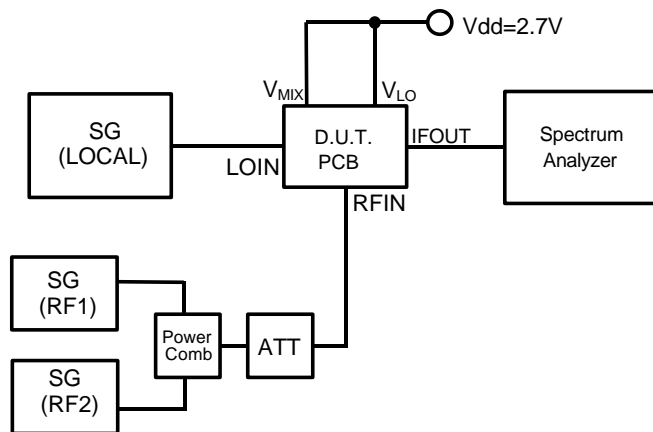 Vdd=2.7V
VMIX
VLO
SG
(LOCAL)
LOIN
D.U.T.
PCB
IFOUT
Spectrum
Analyzer
RFIN
SG
(RF1)
Power
Comb
ATT
SG
(RF2)